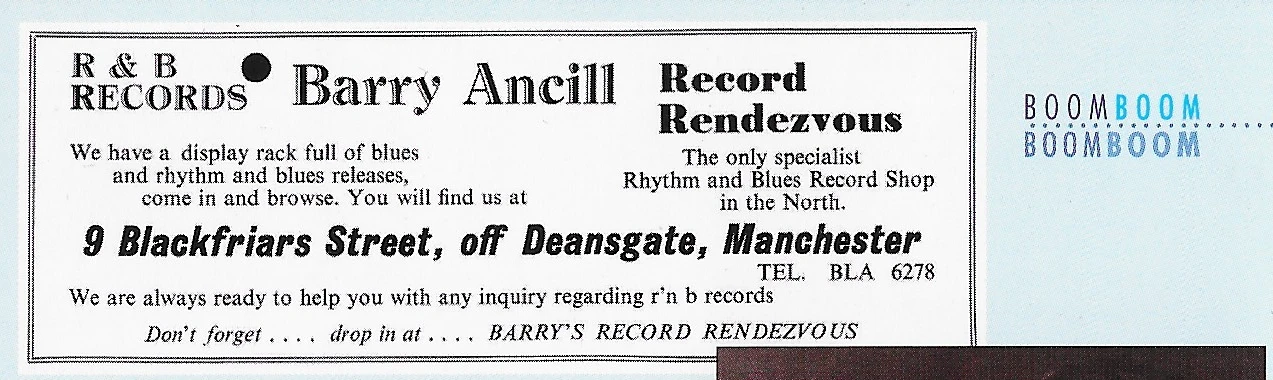 R & B
RECORDS
Barry Ancill
Record
Rendezvous
We have a display rack full of blues
and rhythm and blues releases,
come in and browse. You will find us at
The only specialist
Rhythm and Blues Record Shop
in the North.
9 Blackfriars Street, off Deansgate, Manchester
TEL. BLA 6278
We are always ready to help you with any inquiry regarding r'n b records
Don't forget .... drop in at .... BARRY'S RECORD RENDEZVOUS
BOOMBOOM
BOOMBOOM